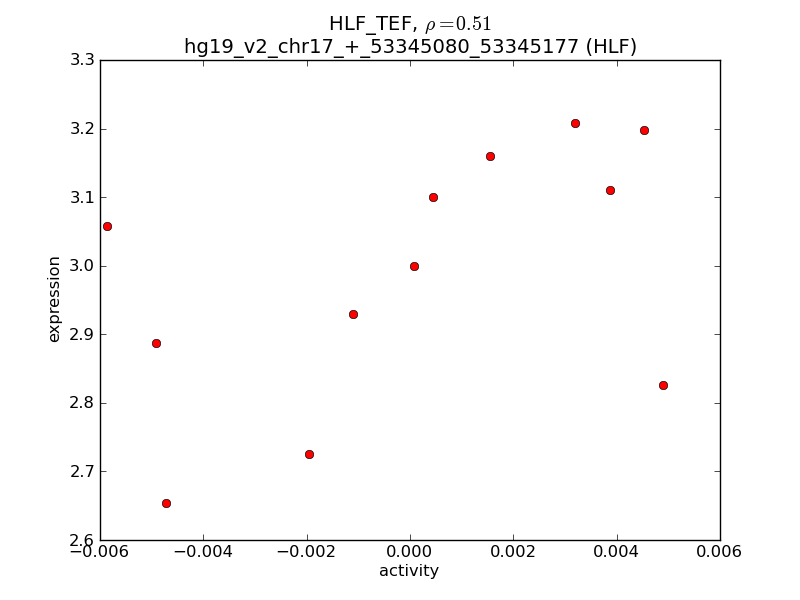 HLF_TEF, ρ=0.51
hg19_v2_chr17_+_53345080_53345177 (HLF)
3.3
3.2
3.1
3.0
2.9
2.8
2.7
2.6
expression
−0.006 −0.004 −0.002 0.000 0.002 0.004 0.006
activity